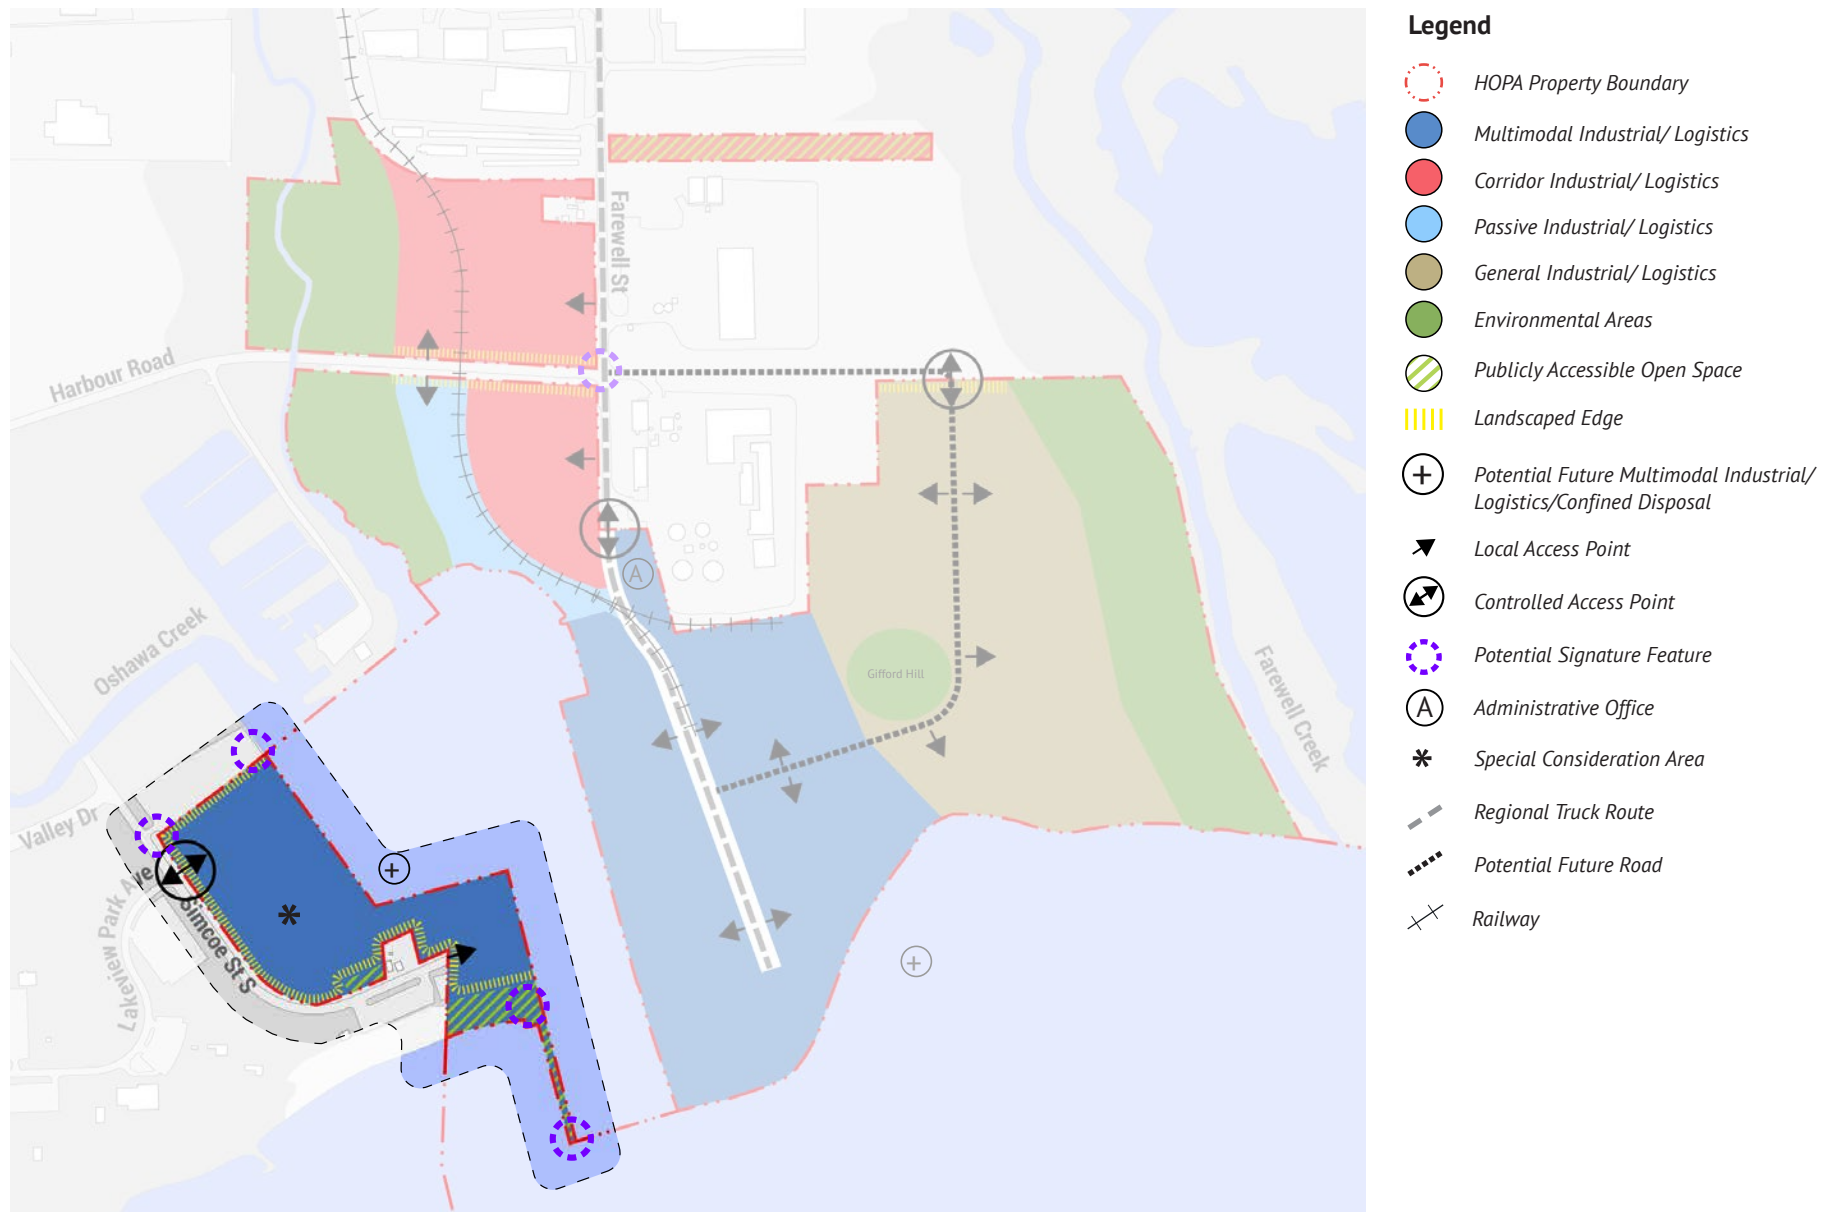 Legend
HOPA Property Boundary
Multimodal Industrial/ Logistics
Corridor Industrial/ Logistics
Passive Industrial/ Logistics
General Industrial/ Logistics
Environmental Areas
Publicly Accessible Open Space
Landscaped Edge
Potential Future Multimodal Industrial/
Logistics/Confined Disposal
Local Access Point
Controlled Access Point
Potential Signature Feature
A
Administrative Office
Special Consideration Area
Regional Truck Route
Potential Future Road
Railway
Farewell St
Harbour Road
A
Oshawa Creek
Gifford Hill
Farewell Creek
Valley Dr
Lakeview Park Ave
Simcoe St S